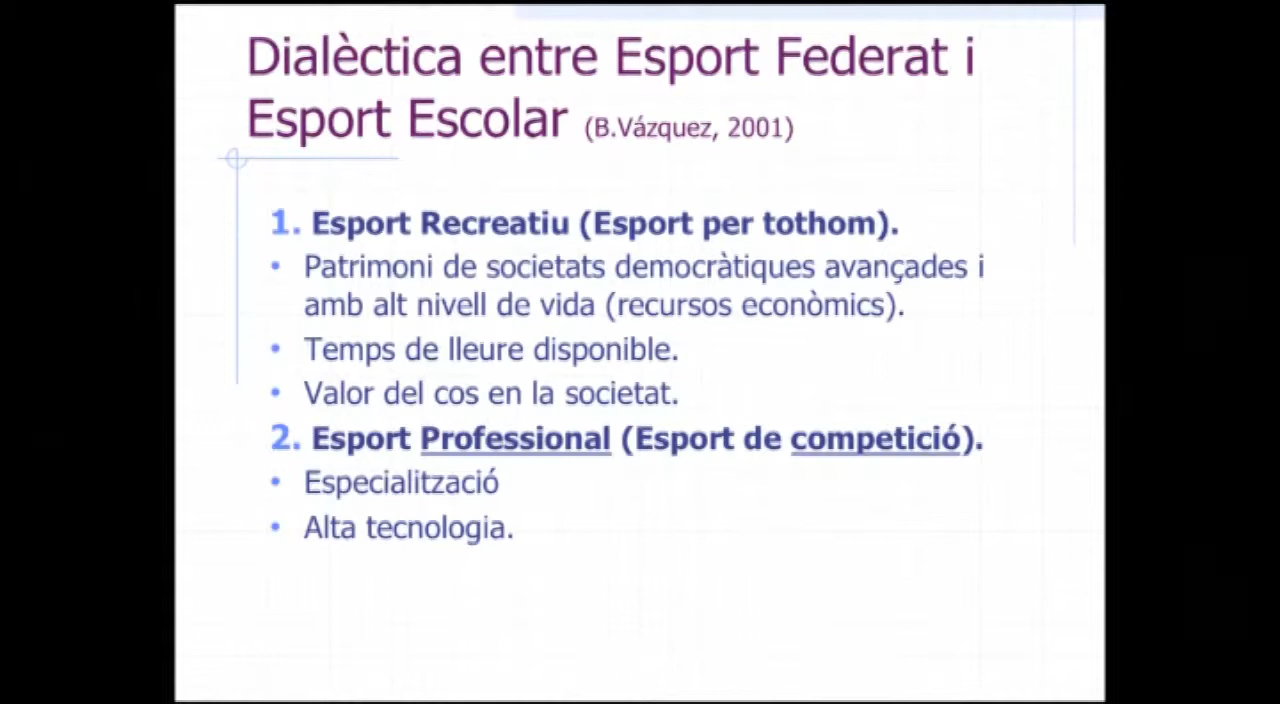 Dialèctica entre Esport Federat i
Esport Escolar (B.Vázquez, 2001)
1. Esport Recreatiu (Esport per tothom).
• Patrimoni de societats democràtiques avançades i
amb alt nivell de vida (recursos econòmics).
• Temps de lleure disponible.
• Valor del cos en la societat.
2. Esport Professional (Esport de competició).
• Especialització
• Alta tecnologia.